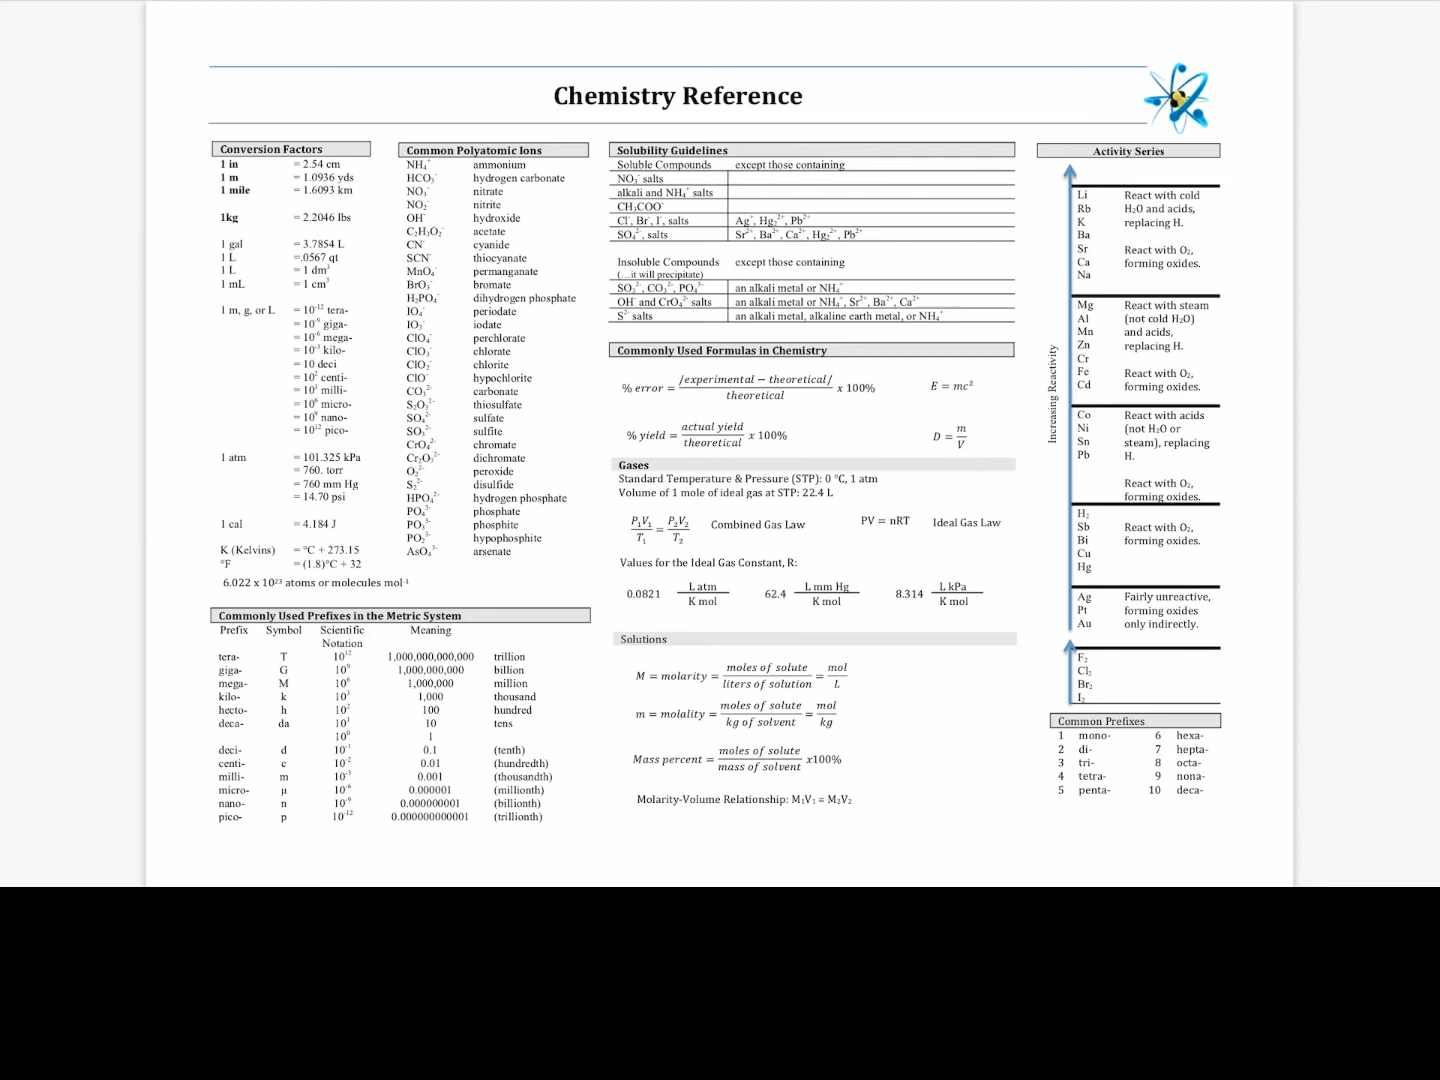 Chemistry Reference
Conversion Factors
1 in = 2.54 cm
1 m = 1.0936 yds
1 mile = 1.6093 km
1kg = 2.2046 lbs
1 gal = 3.7854 L
1 L =.0567 qt
1 L = 1 dm³
1 mL = 1 cm³
1 m, g, or L = 10⁻¹² tera-
= 10⁻⁹ giga-
= 10⁻⁶ mega-
= 10⁻³ kilo-
= 10 deci
= 10² centi-
= 10³ milli-
= 10⁶ micro-
= 10⁹ nano-
= 10¹² pico-
1 atm = 101.325 kPa
= 760. torr
= 760 mm Hg
= 14.70 psi
1 cal = 4.184 J
K (Kelvins) = °C + 273.15
°F = (1.8)°C + 32
6.022 x 10²³ atoms or molecules mol⁻¹
Common Polyatomic Ions
NH₄⁺ ammonium
HCO₃⁻ hydrogen carbonate
NO₃⁻ nitrate
NO₂⁻ nitrite
OH⁻ hydroxide
C₂H₃O₂⁻ acetate
CN⁻ cyanide
SCN⁻ thiocyanate
MnO₄⁻ permanganate
BrO₃⁻ bromate
H₂PO₄⁻ dihydrogen phosphate
IO₄⁻ periodate
IO₃⁻ iodate
ClO₄⁻ perchlorate
ClO₃⁻ chlorate
ClO₂⁻ chlorite
ClO⁻ hypochlorite
CO₃²⁻ carbonate
S₂O₃²⁻ thiosulfate
SO₄²⁻ sulfate
SO₃²⁻ sulfite
CrO₄²⁻ chromate
Cr₂O₇²⁻ dichromate
O₂²⁻ peroxide
S₂²⁻ disulfide
HPO₄²⁻ hydrogen phosphate
PO₄³⁻ phosphate
PO₃³⁻ phosphite
PO₂³⁻ hypophosphite
AsO₄³⁻ arsenate
Commonly Used Prefixes in the Metric System
Prefix Symbol Scientific Meaning
Notation
tera- T 10¹² 1,000,000,000,000 trillion
giga- G 10⁹ 1,000,000,000 billion
mega- M 10⁶ 1,000,000 million
kilo- k 10³ 1,000 thousand
hecto- h 10² 100 hundred
deca- da 10¹ 10 tens
10⁰ 1
deci- d 10⁻¹ 0.1 (tenth)
centi- c 10⁻² 0.01 (hundredth)
milli- m 10⁻³ 0.001 (thousandth)
micro- μ 10⁻⁶ 0.000001 (millionth)
nano- n 10⁻⁹ 0.000000001 (billionth)
pico- p 10⁻¹² 0.000000000001 (trillionth)
Solubility Guidelines
Soluble Compounds except those containing
NO₃⁻ salts
alkali and NH₄⁺ salts
CH₃COO⁻
Cl⁻, Br⁻, I⁻, salts Ag⁺, Hg₂²⁺, Pb²⁺
SO₄²⁻, salts Sr²⁺, Ba²⁺, Ca²⁺, Hg₂²⁺, Pb²⁺
Insoluble Compounds except those containing
(…it will precipitate)
SO₃²⁻, CO₃²⁻, PO₄³⁻ an alkali metal or NH₄⁺
OH⁻ and CrO₄²⁻ salts an alkali metal or NH₄⁺, Sr²⁺, Ba²⁺, Ca²⁺
S²⁻ salts an alkali metal, alkaline earth metal, or NH₄⁺
Commonly Used Formulas in Chemistry
% error = /experimental − theoretical/ / theoretical x 100% E = mc²
% yield = actual yield / theoretical x 100% D = m / V
Gases
Standard Temperature & Pressure (STP): 0 °C, 1 atm
Volume of 1 mole of ideal gas at STP: 22.4 L
P₁V₁ / T₁ = P₂V₂ / T₂ Combined Gas Law PV = nRT Ideal Gas Law
Values for the Ideal Gas Constant, R:
0.0821 L atm / K mol 62.4 L mm Hg / K mol 8.314 L kPa / K mol
Solutions
M = molarity = moles of solute / liters of solution = mol / L
m = molality = moles of solute / kg of solvent = mol / kg
Mass percent = moles of solute / mass of solvent x100%
Molarity-Volume Relationship: M₁V₁ = M₂V₂
Activity Series
Increasing Reactivity
Li React with cold
Rb H₂O and acids,
K replacing H.
Ba
Sr React with O₂,
Ca forming oxides.
Na
Mg React with steam
Al (not cold H₂O)
Mn and acids,
Zn replacing H.
Cr
Fe React with O₂,
Cd forming oxides.
Co React with acids
Ni (not H₂O or
Sn steam), replacing
Pb H.
React with O₂,
forming oxides.
H₂
Sb React with O₂,
Bi forming oxides.
Cu
Hg
Ag Fairly unreactive,
Pt forming oxides
Au only indirectly.
F₂
Cl₂
Br₂
I₂
Common Prefixes
1 mono- 6 hexa-
2 di- 7 hepta-
3 tri- 8 octa-
4 tetra- 9 nona-
5 penta- 10 deca-